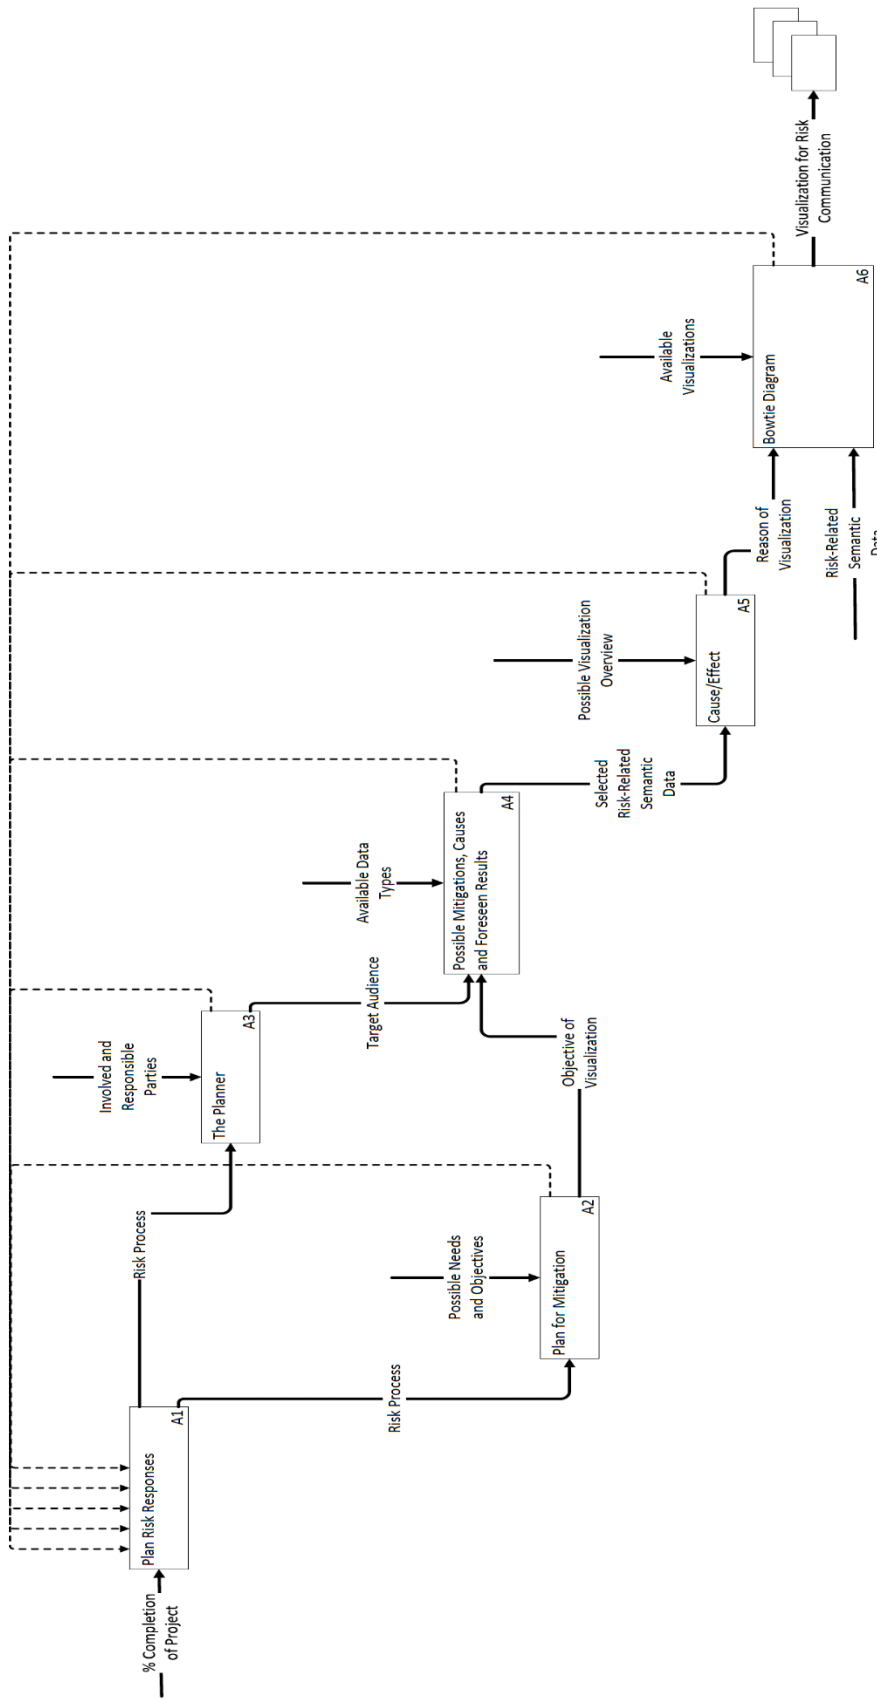 % Completion
of Project
Plan Risk Responses
A1
Risk Process
Risk Process
Involved and
Responsible
Parties
The Planner
A3
Possible Needs
and Objectives
Plan for Mitigation
A2
Target Audience
Objective of
Visualization
Available Data
Types
Possible Mitigations, Causes
and Foreseen Results
A4
Selected
Risk-Related
Semantic
Data
Possible Visualization
Overview
Cause/Effect
A5
Reason of
Visualization
Risk-Related
Semantic
Data
Available
Visualizations
Bowtie Diagram
A6
Visualization for Risk
Communication